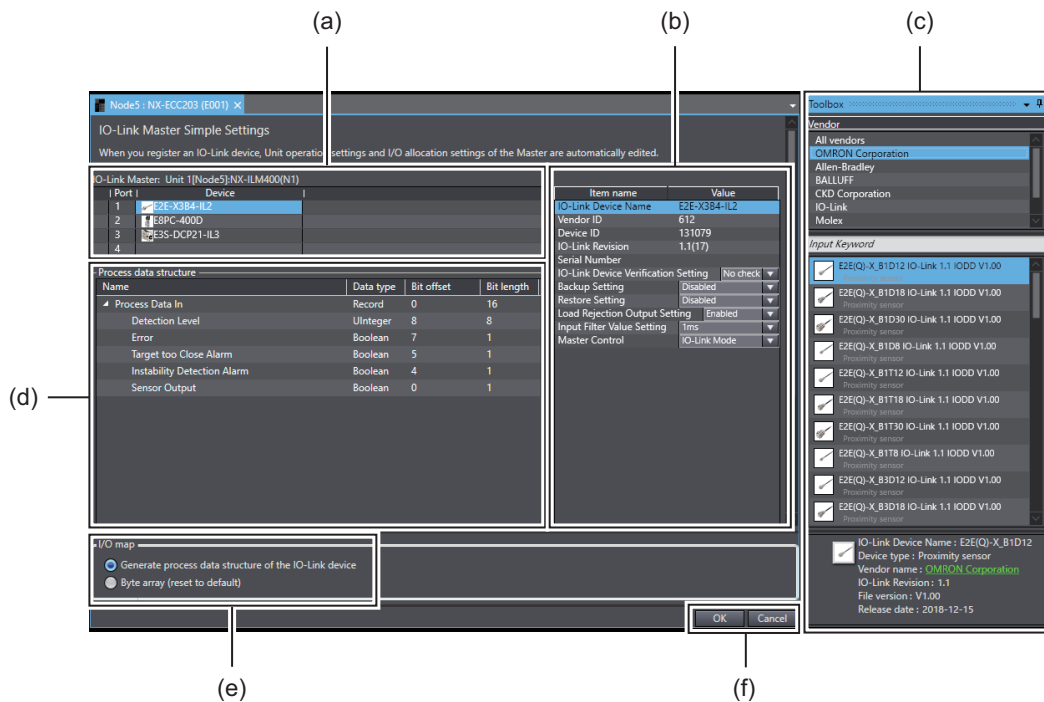 (a)
(b)
(c)
Node5 : NX-ECC203 (E001) ×
IO-Link Master Simple Settings
When you register an IO-Link device, Unit operation settings and I/O allocation settings of the Master are automatically edited.
IO-Link Master: Unit 1[Node5]:NX-ILM400(N1)
Port Device
1 E2E-X3B4-IL2
2 E8PC-400D
3 E3S-DCP21-IL3
4
Item name Value
IO-Link Device Name E2E-X3B4-IL2
Vendor ID 612
Device ID 131079
IO-Link Revision 1.1(17)
Serial Number
IO-Link Device Verification Setting No check
Backup Setting Disabled
Restore Setting Disabled
Load Rejection Output Setting Enabled
Input Filter Value Setting 1ms
Master Control IO-Link Mode
Process data structure
Name Data type Bit offset Bit length
Process Data In Record 0 16
Detection Level UInteger 8 8
Error Boolean 7 1
Target too Close Alarm Boolean 5 1
Instability Detection Alarm Boolean 4 1
Sensor Output Boolean 0 1
(d)
I/O map
Generate process data structure of the IO-Link device
Byte array (reset to default)
OK Cancel
Toolbox
Vendor
All vendors
OMRON Corporation
Allen-Bradley
BALLUFF
CKD Corporation
IO-Link
Molex
Input Keyword
E2E(Q)-X_B1D12 IO-Link 1.1 IODD V1.00
Proximity sensor
E2E(Q)-X_B1D18 IO-Link 1.1 IODD V1.00
Proximity sensor
E2E(Q)-X_B1D30 IO-Link 1.1 IODD V1.00
Proximity sensor
E2E(Q)-X_B1D8 IO-Link 1.1 IODD V1.00
Proximity sensor
E2E(Q)-X_B1T12 IO-Link 1.1 IODD V1.00
Proximity sensor
E2E(Q)-X_B1T18 IO-Link 1.1 IODD V1.00
Proximity sensor
E2E(Q)-X_B1T30 IO-Link 1.1 IODD V1.00
Proximity sensor
E2E(Q)-X_B1T8 IO-Link 1.1 IODD V1.00
Proximity sensor
E2E(Q)-X_B3D12 IO-Link 1.1 IODD V1.00
Proximity sensor
E2E(Q)-X_B3D18 IO-Link 1.1 IODD V1.00
Proximity sensor
IO-Link Device Name : E2E(Q)-X_B1D12
Device type : Proximity sensor
Vendor name : OMRON Corporation
IO-Link Revision : 1.1
File version : V1.00
Release date : 2018-12-15
(e)
(f)